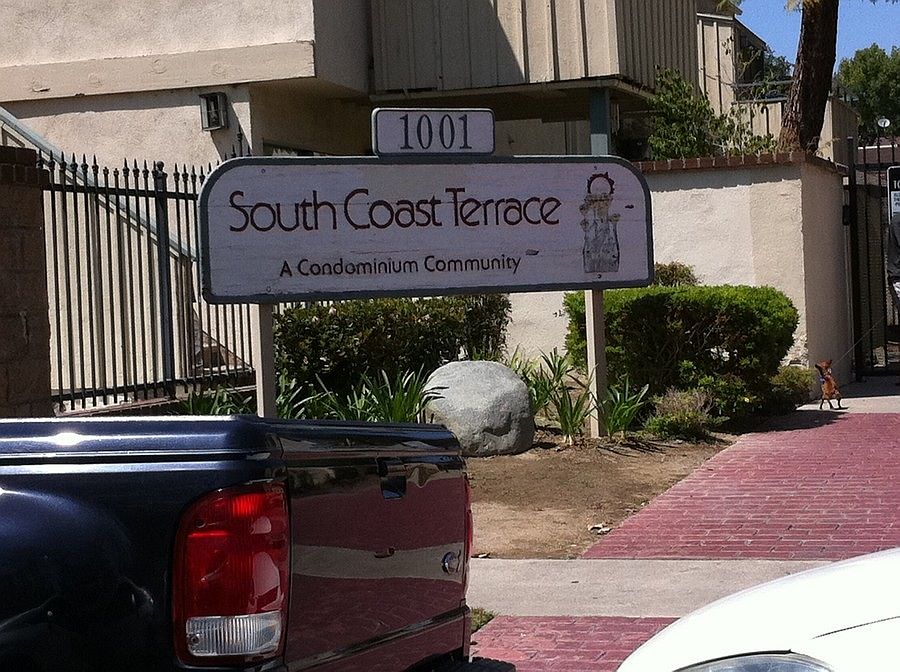 1001
South Coast Terrace
A Condominium Community